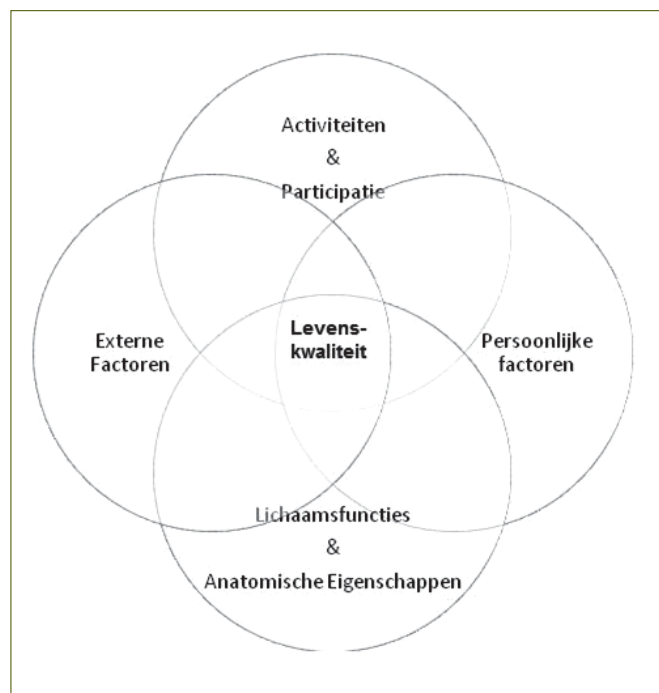 Activiteiten
&
Participatie
Levens-
kwaliteit
Externe
Factoren
Persoonlijke
factoren
Lichaamsfuncties
&
Anatomische Eigenschappen